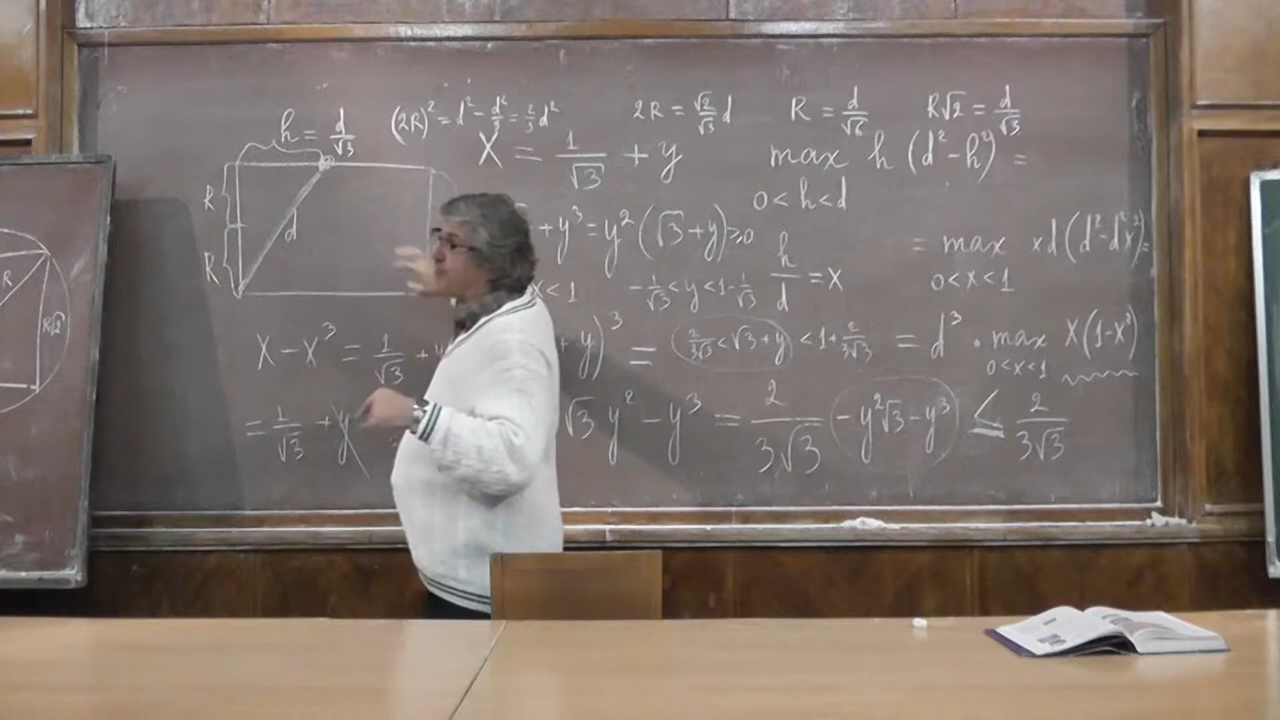 h = d/√3
(2R)² = d² - d²/3 = 2/3 d²
2R = √2/√3 d
R = d/√6
R√2 = d/√3
X = 1/√3 + y
max h (d² - h²) =
0 < h < d
R
R
d
+ y³ = y² (√3 + y) ≥ 0
h/d = X
= max xd (d² - d²x²) =
0 < x < 1
x < 1
-1/√3 < y < 1 - 1/√3
X - X³ = 1/√3 +
+ y)³ =
2/3√3 < √3 + y < 1 + 2/3√3
= d³ · max X(1 - X²)
0 < x < 1
= 1/√3 + y
√3 y² - y³ = 2/3√3 - y²√3 - y³ ≤ 2/3√3
R
R√2